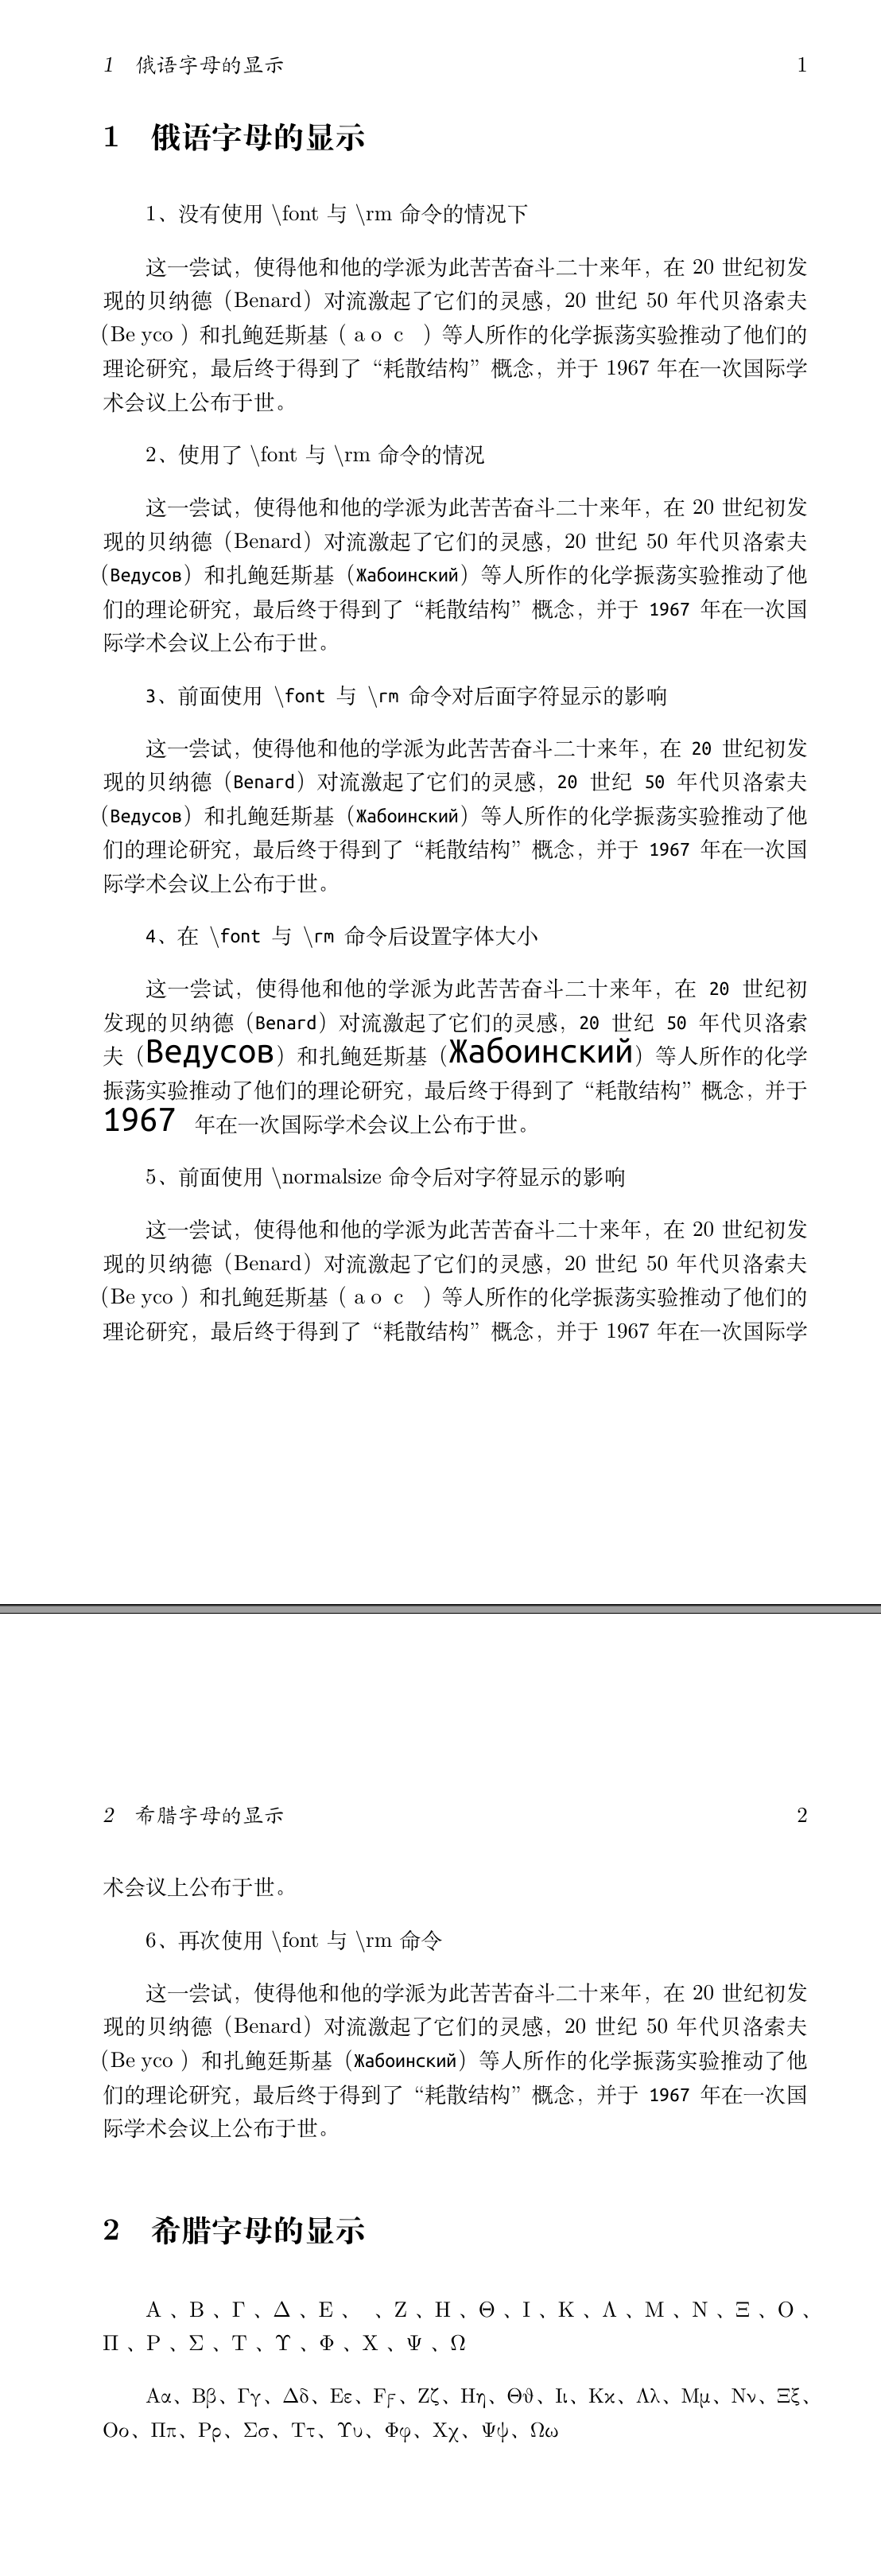 1 俄语字母的显示 1
1 俄语字母的显示
1、没有使用 \font 与 \rm 命令的情况下
这一尝试，使得他和他的学派为此苦苦奋斗二十来年，在 20 世纪初发
现的贝纳德（Benard）对流激起了它们的灵感，20 世纪 50 年代贝洛索夫
（Be yco ）和扎鲍廷斯基（ a o c ）等人所作的化学振荡实验推动了他们的
理论研究，最后终于得到了“耗散结构”概念，并于 1967 年在一次国际学
术会议上公布于世。
2、使用了 \font 与 \rm 命令的情况
这一尝试，使得他和他的学派为此苦苦奋斗二十来年，在 20 世纪初发
现的贝纳德（Benard）对流激起了它们的灵感，20 世纪 50 年代贝洛索夫
（Ведусов）和扎鲍廷斯基（Жабоинский）等人所作的化学振荡实验推动了他
们的理论研究，最后终于得到了“耗散结构”概念，并于 1967 年在一次国
际学术会议上公布于世。
3、前面使用 \font 与 \rm 命令对后面字符显示的影响
这一尝试，使得他和他的学派为此苦苦奋斗二十来年，在 20 世纪初发
现的贝纳德（Benard）对流激起了它们的灵感，20 世纪 50 年代贝洛索夫
（Ведусов）和扎鲍廷斯基（Жабоинский）等人所作的化学振荡实验推动了他
们的理论研究，最后终于得到了“耗散结构”概念，并于 1967 年在一次国
际学术会议上公布于世。
4、在 \font 与 \rm 命令后设置字体大小
这一尝试，使得他和他的学派为此苦苦奋斗二十来年，在 20 世纪初
发现的贝纳德（Benard）对流激起了它们的灵感，20 世纪 50 年代贝洛索
夫（Ведусов）和扎鲍廷斯基（Жабоинский）等人所作的化学
振荡实验推动了他们的理论研究，最后终于得到了“耗散结构”概念，并于
1967 年在一次国际学术会议上公布于世。
5、前面使用 \normalsize 命令后对字符显示的影响
这一尝试，使得他和他的学派为此苦苦奋斗二十来年，在 20 世纪初发
现的贝纳德（Benard）对流激起了它们的灵感，20 世纪 50 年代贝洛索夫
（Be yco ）和扎鲍廷斯基（ a o c ）等人所作的化学振荡实验推动了他们的
理论研究，最后终于得到了“耗散结构”概念，并于 1967 年在一次国际学
2 希腊字母的显示 2
术会议上公布于世。
6、再次使用 \font 与 \rm 命令
这一尝试，使得他和他的学派为此苦苦奋斗二十来年，在 20 世纪初发
现的贝纳德（Benard）对流激起了它们的灵感，20 世纪 50 年代贝洛索夫
（Be yco ）和扎鲍廷斯基（Жабоинский）等人所作的化学振荡实验推动了他
们的理论研究，最后终于得到了“耗散结构”概念，并于 1967 年在一次国
际学术会议上公布于世。
2 希腊字母的显示
Α 、Β 、Γ 、Δ 、Ε 、 、Ζ 、Η 、Θ 、Ι 、Κ 、Λ 、Μ 、Ν 、Ξ 、Ο 、
Π 、Ρ 、Σ 、Τ 、ϒ 、Φ 、Χ 、Ψ 、Ω
Αα、Ββ、Γγ、Δδ、Εε、Ϝϝ、Ζζ、Ηη、Θϑ、Ιι、Κκ、Λλ、Μμ、Νν、Ξξ、
Οο、Ππ、Ρρ、Σσ、Ττ、ϒυ、Φφ、Χχ、Ψψ、Ωω